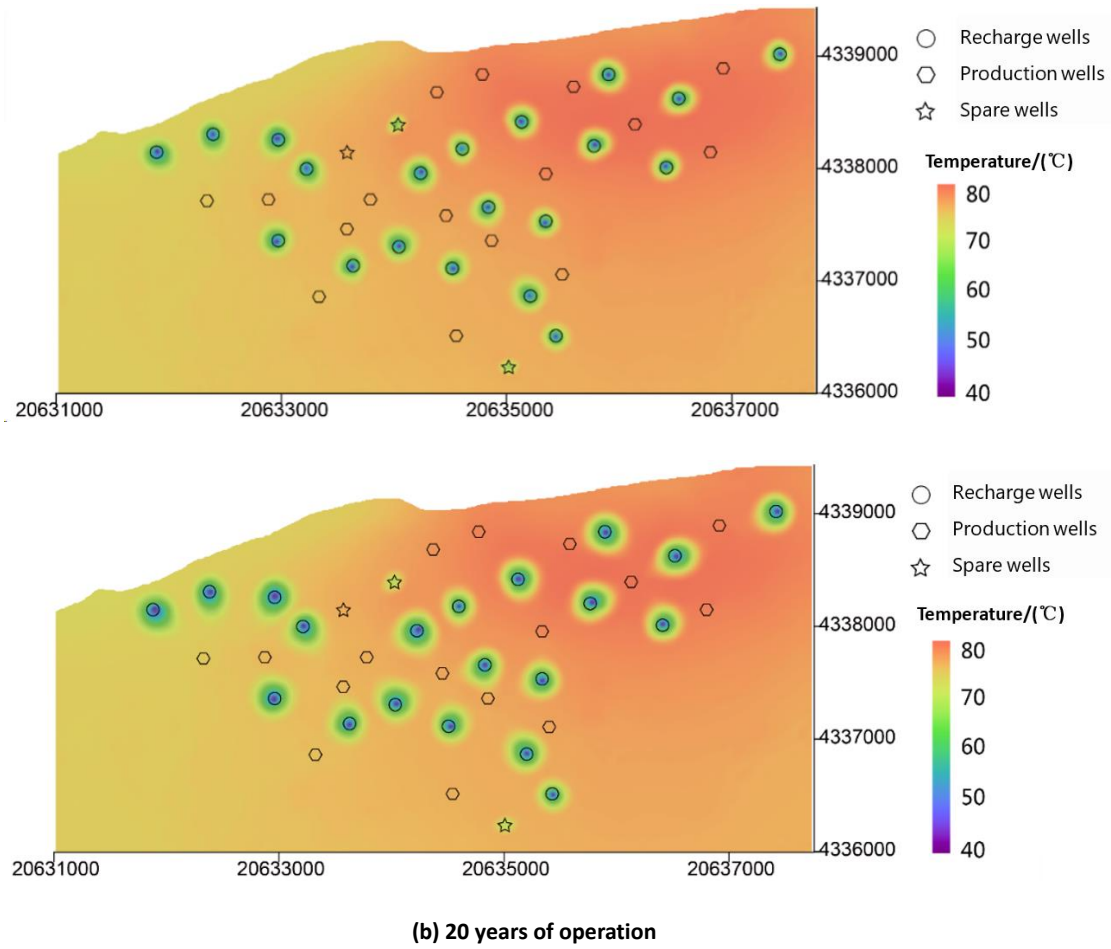 4339000
4338000
4337000
4336000
20631000 20633000 20635000 20637000
Recharge wells
Production wells
Spare wells
Temperature/(℃)
80
70
60
50
40
4339000
4338000
4337000
4336000
20631000 20633000 20635000 20637000
Recharge wells
Production wells
Spare wells
Temperature/(℃)
80
70
60
50
40
(b) 20 years of operation